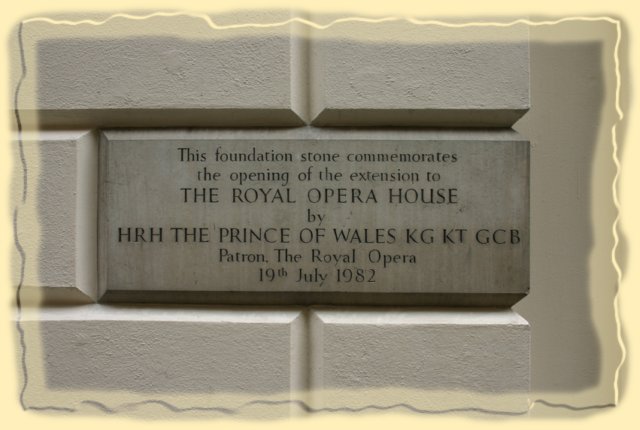 This foundation stone commemorates
the opening of the extension to
THE ROYAL OPERA HOUSE
by
HRH THE PRINCE OF WALES KG KT GCB
Patron, The Royal Opera
19th July 1982